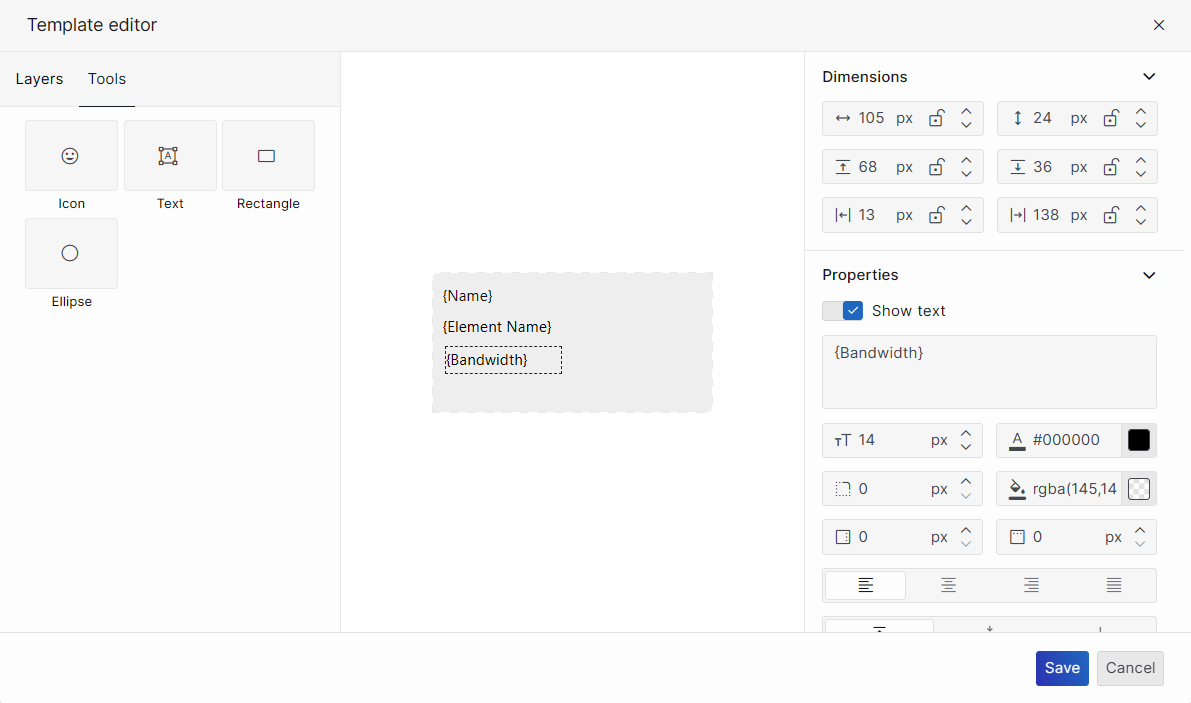 Template editor
Layers Tools
Icon Text Rectangle
Ellipse
{Name}
{Element Name}
{Bandwidth}
Dimensions
105 px 24 px
68 px 36 px
13 px 138 px
Properties
Show text
{Bandwidth}
14 px #000000
0 px rgba(145,14
0 px 0 px
Save Cancel